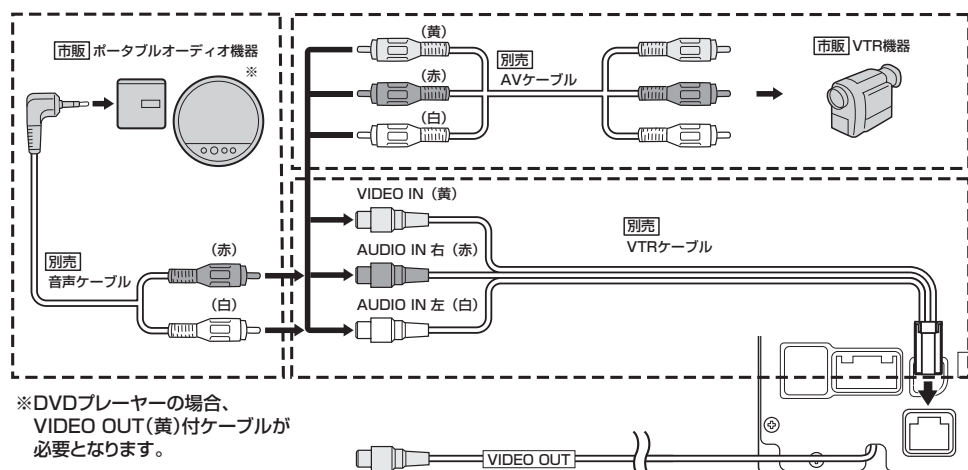 市販 ポータブルオーディオ機器
※
別売
音声ケーブル
(赤)
(白)
(黄)
(赤)
(白)
別売
AVケーブル
市販 VTR機器
VIDEO IN (黄)
AUDIO IN 右 (赤)
AUDIO IN 左 (白)
別売
VTRケーブル
※DVDプレーヤーの場合、
VIDEO OUT(黄)付ケーブルが
必要となります。
VIDEO OUT